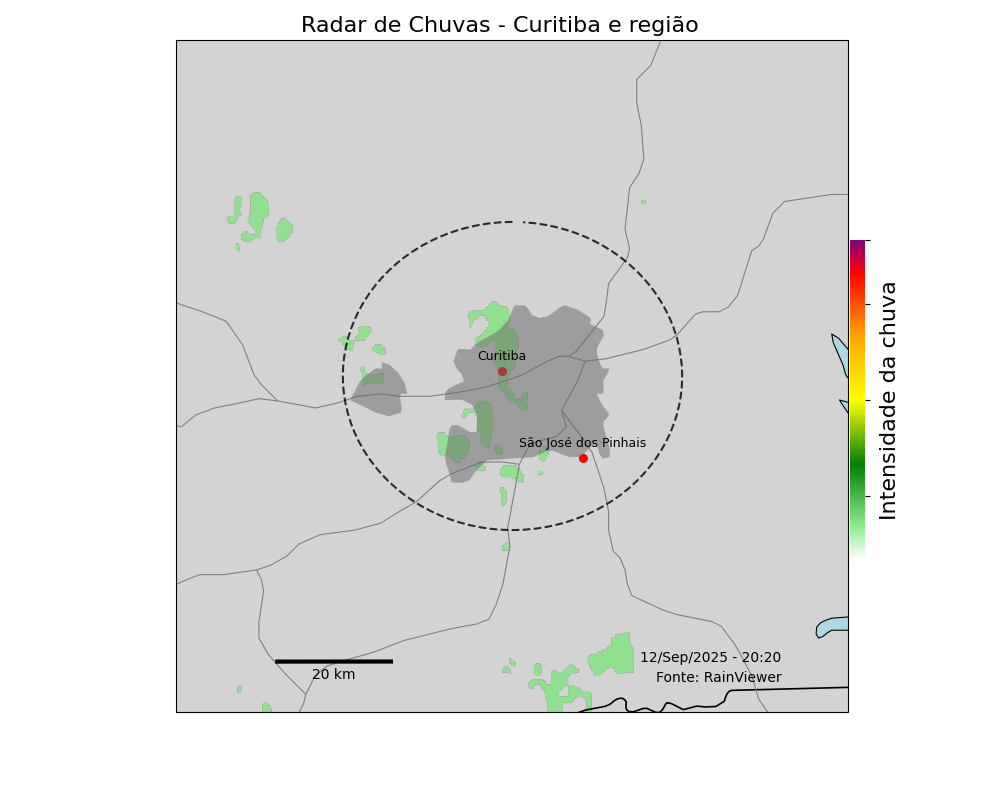 Radar de Chuvas - Curitiba e região
Curitiba
São José dos Pinhais
Intensidade da chuva
12/Sep/2025 - 20:20
20 km
Fonte: RainViewer